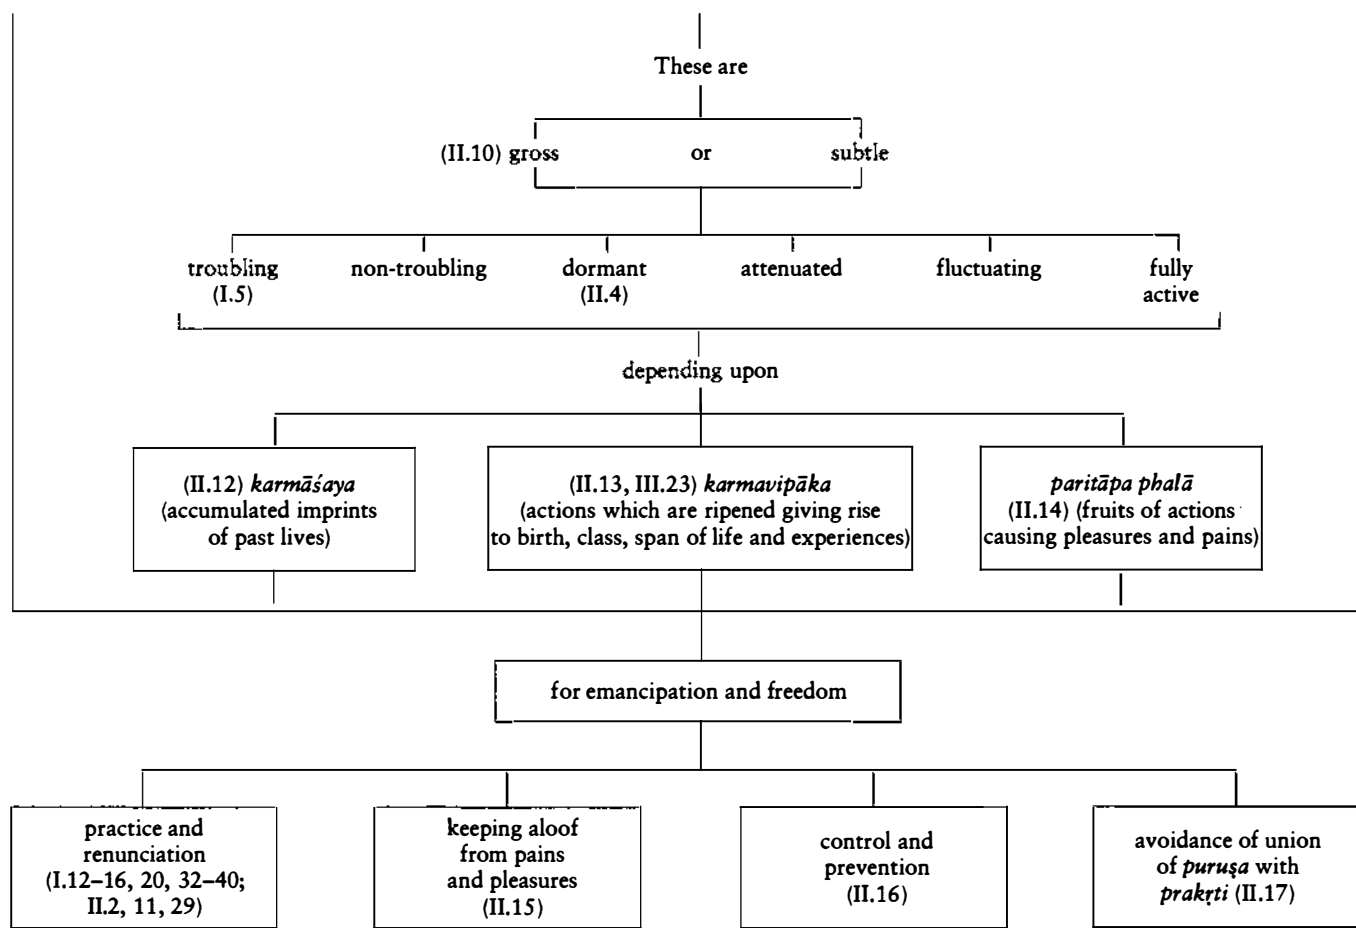 These are
(II.10) gross or subtle
troubling non-troubling dormant attenuated fluctuating fully
(I.5) (II.4) active
depending upon
(II.12) karmāśaya
(accumulated imprints
of past lives)
(II.13, III.23) karmavipāka
(actions which are ripened giving rise
to birth, class, span of life and experiences)
paritāpa phalā
(II.14) (fruits of actions
causing pleasures and pains)
for emancipation and freedom
practice and
renunciation
(I.12–16, 20, 32–40;
II.2, 11, 29)
keeping aloof
from pains
and pleasures
(II.15)
control and
prevention
(II.16)
avoidance of union
of puruṣa with
prakṛti (II.17)